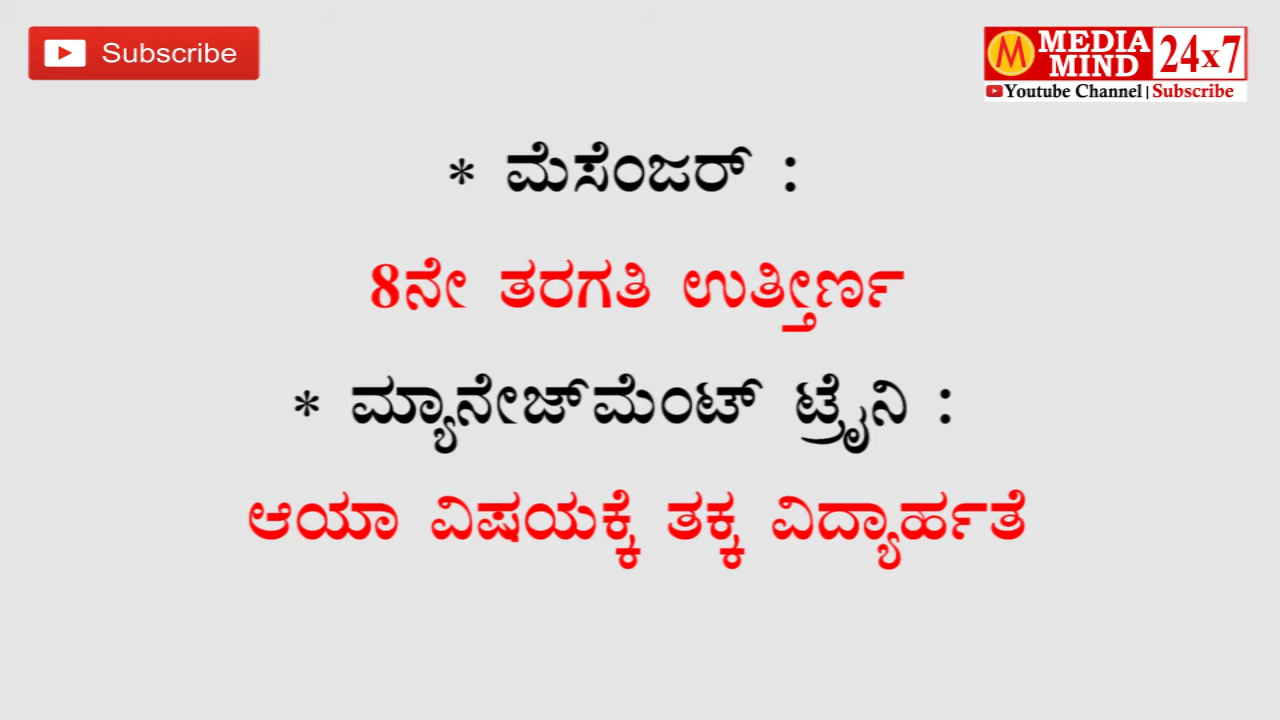 Subscribe
M MEDIA MIND 24x7
Youtube Channel | Subscribe
* ಮೆಸೆಂಜರ್ :
8ನೇ ತರಗತಿ ಉತ್ತೀರ್ಣ
* ಮ್ಯಾನೇಜ್‌ಮೆಂಟ್ ಟ್ರೈನಿ :
ಆಯಾ ವಿಷಯಕ್ಕೆ ತಕ್ಕ ವಿದ್ಯಾರ್ಹತೆ